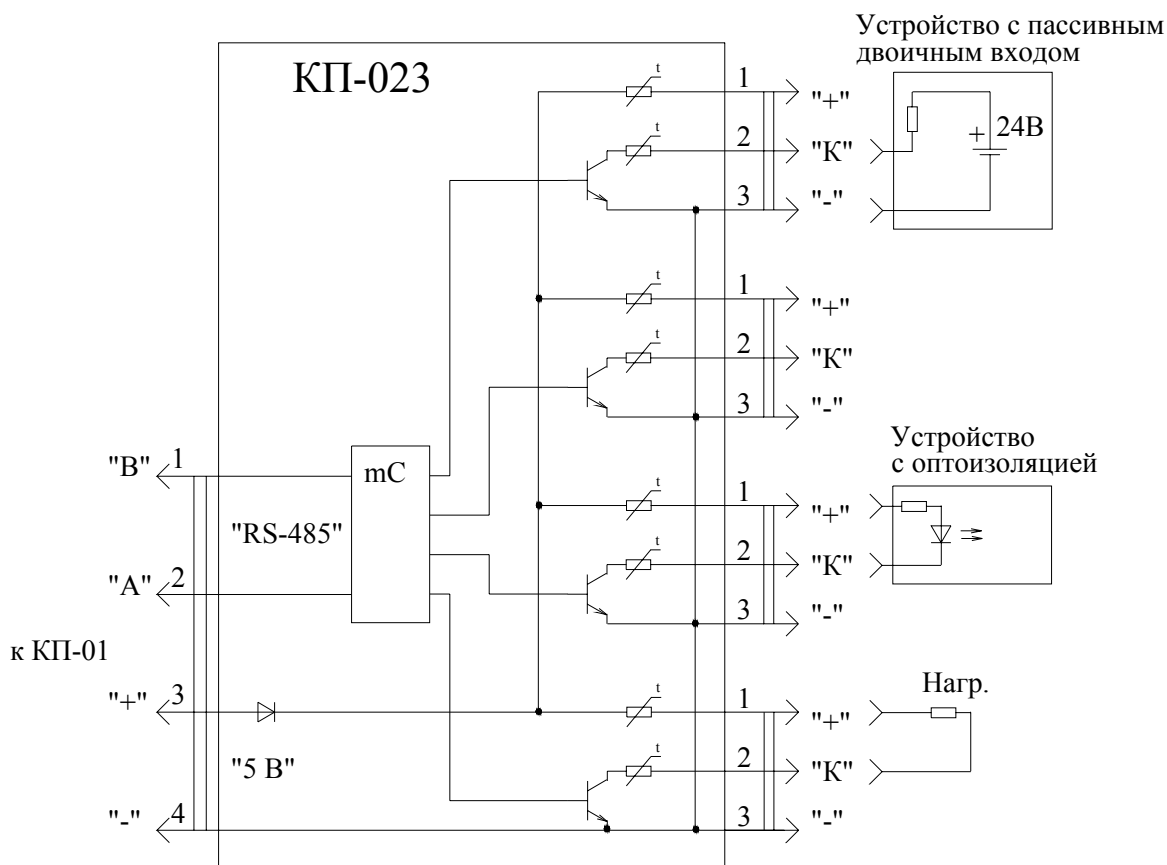 Устройство с пассивным
двоичным входом
КП-023
t
1
"+"
24В
+
t
2
"К"
3
"-"
t
1
"+"
t
2
"К"
3
"-"
Устройство
с оптоизоляцией
"В"
1
mC
t
1
"+"
"RS-485"
t
2
"К"
"А"
2
3
"-"
к КП-01
"+"
3
t
1
"+"
Нагр.
"5 В"
t
2
"К"
"-"
4
3
"-"